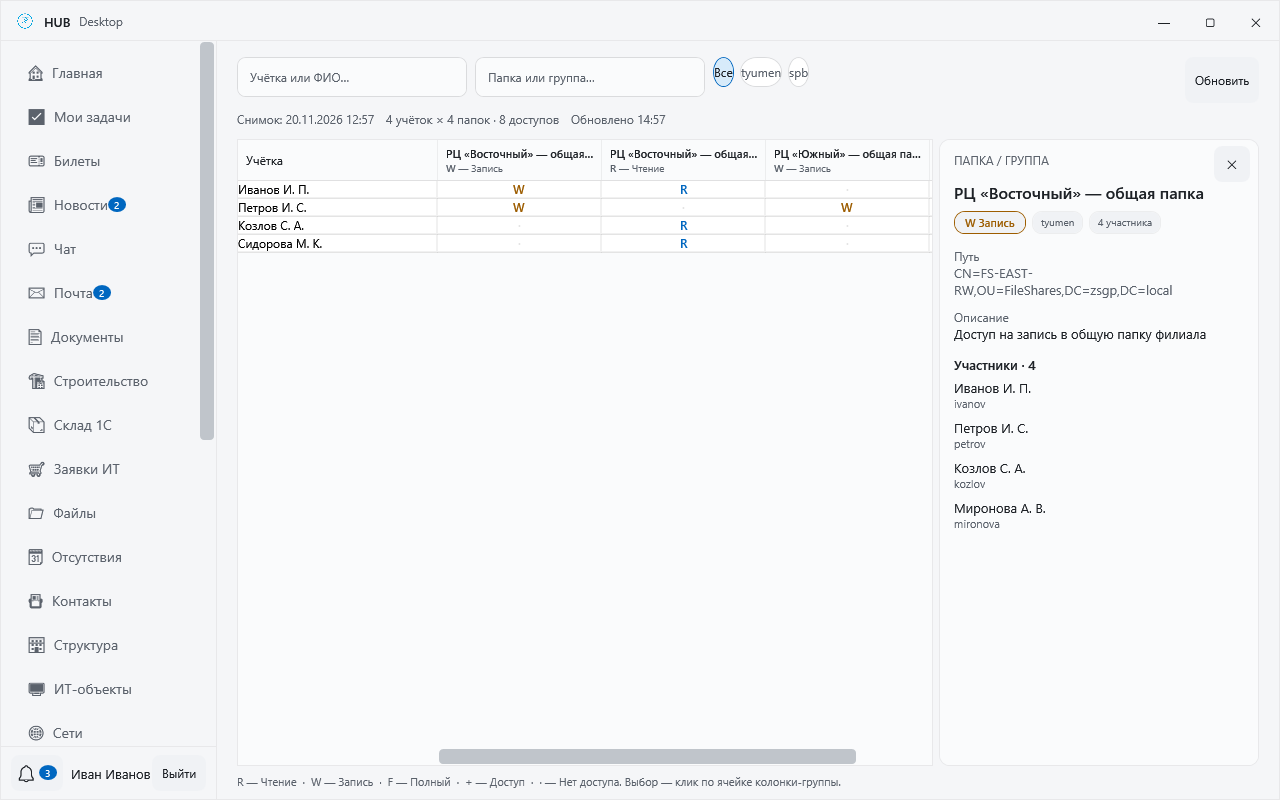 HUB Desktop
Главная
Мои задачи
Билеты
Новости 2
Чат
Почта 2
Документы
Строительство
Склад 1С
Заявки ИТ
Файлы
Отсутствия
31
Контакты
Структура
ИТ-объекты
Сети
3 Иван Иванов Выйти
Учётка или ФИО...
Папка или группа...
Все tyumen spb
Обновить
Снимок: 20.11.2026 12:57 4 учёток × 4 папок · 8 доступов Обновлено 14:57
Учётка
РЦ «Восточный» — общая...
W — Запись
РЦ «Восточный» — общая...
R — Чтение
РЦ «Южный» — общая па...
W — Запись
Иванов И. П. W R ·
Петров И. С. W · W
Козлов С. А. · R ·
Сидорова М. К. · R ·
R — Чтение · W — Запись · F — Полный · + — Доступ · · — Нет доступа. Выбор — клик по ячейке колонки-группы.
ПАПКА / ГРУППА
РЦ «Восточный» — общая папка
W Запись tyumen 4 участника
Путь
CN=FS-EAST-
RW,OU=FileShares,DC=zsgp,DC=local
Описание
Доступ на запись в общую папку филиала
Участники · 4
Иванов И. П.
ivanov
Петров И. С.
petrov
Козлов С. А.
kozlov
Миронова А. В.
mironova